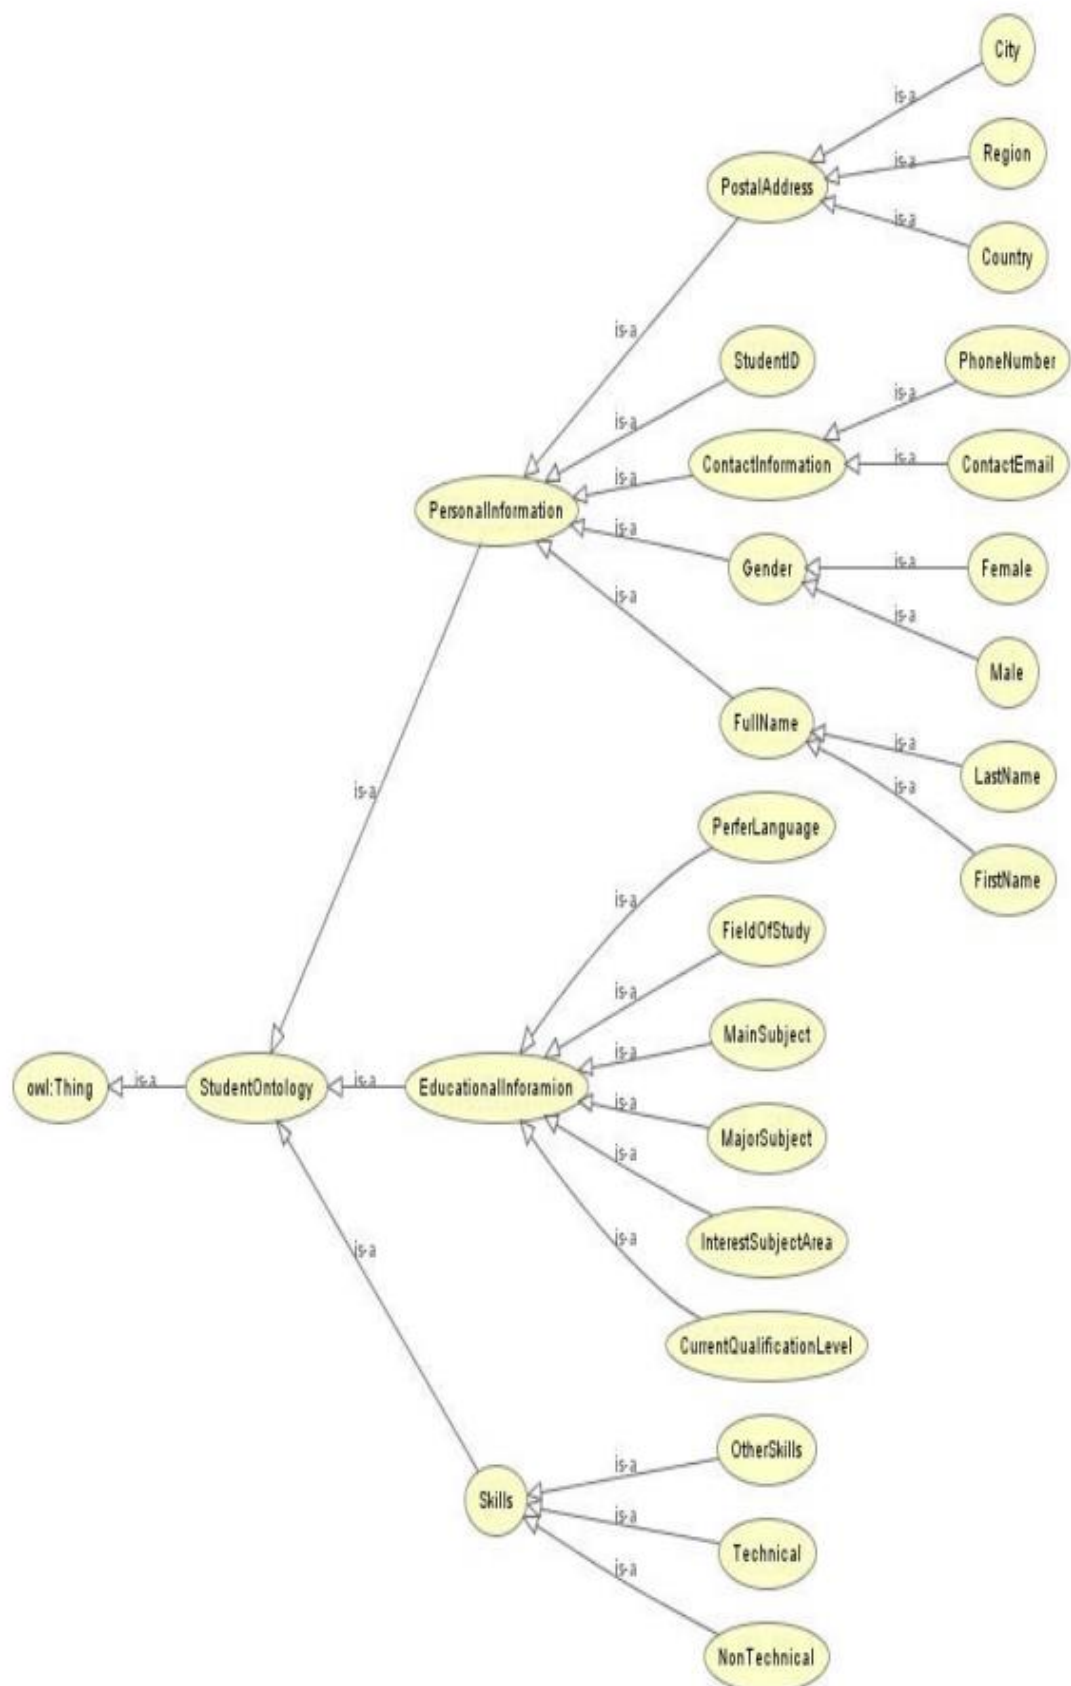 City
is-a
Region
is-a
PostalAddress
is-a
Country
is-a
StudentID
PhoneNumber
is-a
is-a
ContactInformation
is-a
ContactEmail
is-a
PersonalInformation
is-a
Gender
is-a
Female
is-a
is-a
Male
FullName
is-a
LastName
is-a
is-a
PerferLanguage
FirstName
is-a
FieldOfStudy
is-a
MainSubject
is-a
owl:Thing
is-a
StudentOntology
is-a
EducationalInforamion
is-a
MajorSubject
is-a
InterestSubjectArea
is-a
is-a
CurrentQualificationLevel
OtherSkills
is-a
Skills
is-a
Technical
is-a
NonTechnical